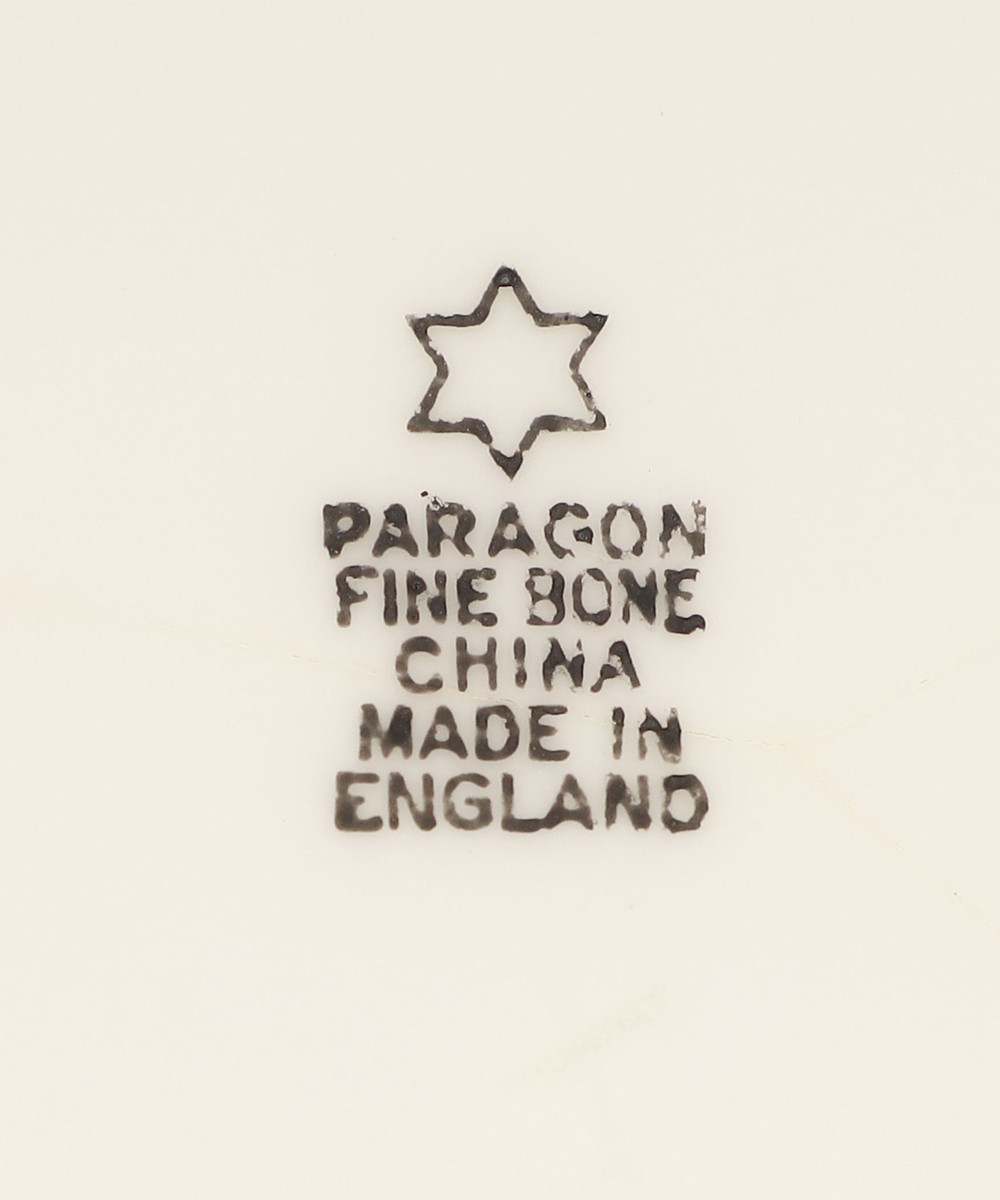 PARAGON
FINE BONE
CHINA
MADE IN
ENGLAND